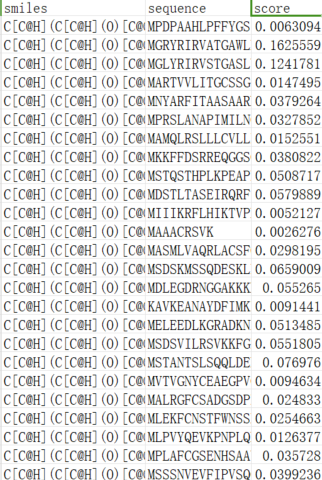 smiles sequence score
C[C@H](C[C@H](O)[C@( MPDPAAHLPFFYGS 0.0063094
C[C@H](C[C@H](O)[C@( MGRYRIRVATGAWL 0.1625559
C[C@H](C[C@H](O)[C@( MGLYRIRVSTGASL 0.1241781
C[C@H](C[C@H](O)[C@( MARTVVLITGCSSG 0.0147495
C[C@H](C[C@H](O)[C@( MNYARFITAASAAR 0.0379264
C[C@H](C[C@H](O)[C@( MPRSLANAPIMILN 0.0327852
C[C@H](C[C@H](O)[C@( MAMQLRSLLLCVLL 0.0152551
C[C@H](C[C@H](O)[C@( MKKFFDSRREQGGS 0.0380822
C[C@H](C[C@H](O)[C@( MSTQSTHPLKPEAP 0.0508717
C[C@H](C[C@H](O)[C@( MDSTLTASEIRQRF 0.0579889
C[C@H](C[C@H](O)[C@( MIIIKRFLHIKTVP 0.0052127
C[C@H](C[C@H](O)[C@( MAAACRSVK 0.0026276
C[C@H](C[C@H](O)[C@( MASMLVAQRLACSF 0.0298195
C[C@H](C[C@H](O)[C@( MSDSKMSSQDESKL 0.0659009
C[C@H](C[C@H](O)[C@( MDLEGDRNGGAKKK 0.055265
C[C@H](C[C@H](O)[C@( KAVKEANAYDFIMK 0.0091441
C[C@H](C[C@H](O)[C@( MELEEDLKGRADKN 0.0513485
C[C@H](C[C@H](O)[C@( MSDSVILRSVKKFG 0.0551805
C[C@H](C[C@H](O)[C@( MSTANTSLSQQLDE 0.076976
C[C@H](C[C@H](O)[C@( MVTVGNYCEAEGPV 0.0094634
C[C@H](C[C@H](O)[C@( MALRGFCSADGSDP 0.024833
C[C@H](C[C@H](O)[C@( MLEKFCNSTFWNSS 0.0254663
C[C@H](C[C@H](O)[C@( MLPVYQEVKPNPLQ 0.0126377
C[C@H](C[C@H](O)[C@( MPLAFCGSENHSAA 0.035728
C[C@H](C[C@H](O)[C@( MSSSNVEVFIPVSQ 0.0399236